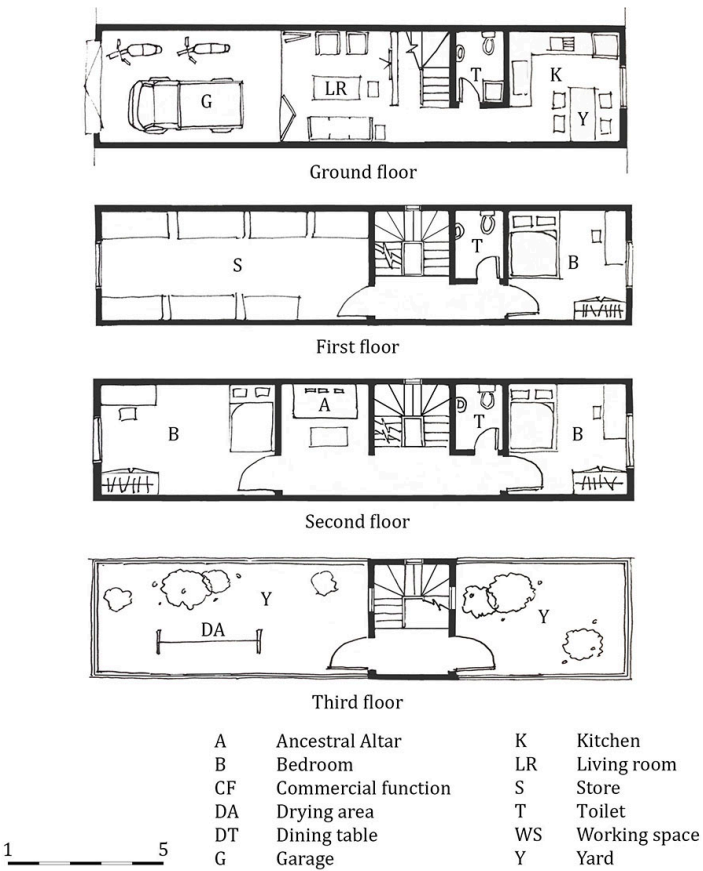 G
LR
T
K
Y
Ground floor
S
T
B
First floor
B
A
T
B
Second floor
Y
DA
Y
Third floor
A Ancestral Altar
B Bedroom
CF Commercial function
DA Drying area
DT Dining table
G Garage
K Kitchen
LR Living room
S Store
T Toilet
WS Working space
Y Yard
1 5